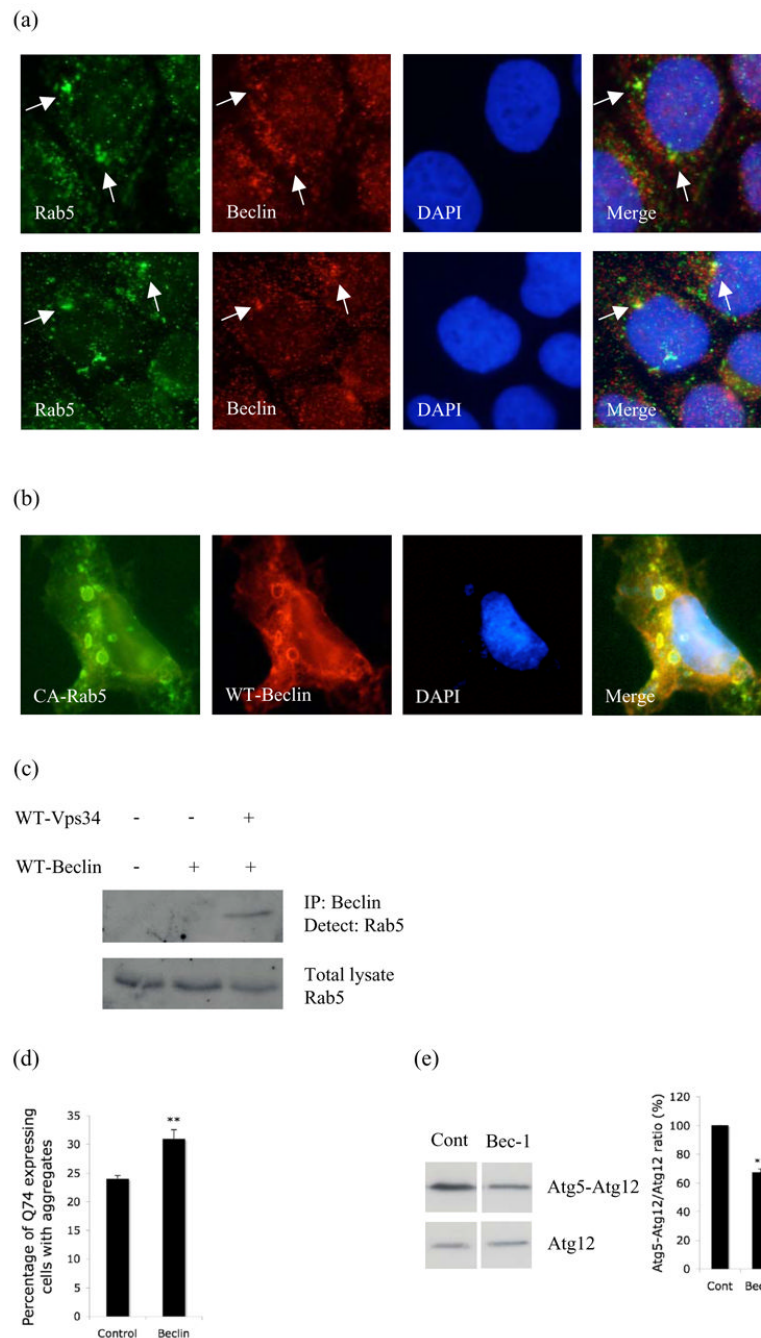 (a)
Rab5
Beclin
DAPI
Merge
Rab5
Beclin
DAPI
Merge
(b)
CA-Rab5
WT-Beclin
DAPI
Merge
(c)
WT-Vps34 - - +
WT-Beclin - + +
IP: Beclin
Detect: Rab5
Total lysate
Rab5
(d)
Percentage of Q74 expressing
cells with aggregates
35
30
25
20
15
10
5
0
**
Control Beclin
(e)
Cont Bec-1
Atg5-Atg12
Atg12
Atg5-Atg12/Atg12 ratio (%)
120
100
80
60
40
20
0
*
Cont Bec